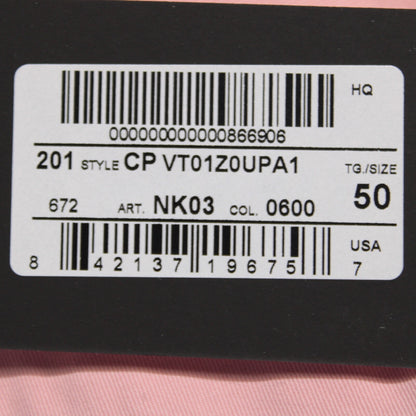 HQ
000000000000866906
201 STYLE CP VT01Z0UPA1
TG./SIZE
672 ART. NK03 COL. 0600 50
USA
8 42137 19675 7